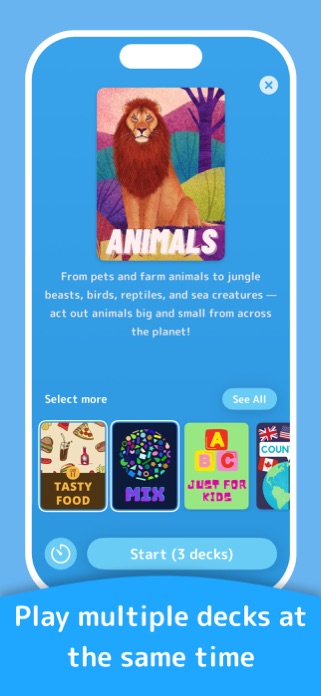 ANIMALS
From pets and farm animals to jungle
beasts, birds, reptiles, and sea creatures —
act out animals big and small from across
the planet!
Select more
See All
TASTY
FOOD
MIX
A
B C
JUST FOR
KIDS
COUN
Start (3 decks)
Play multiple decks at
the same time